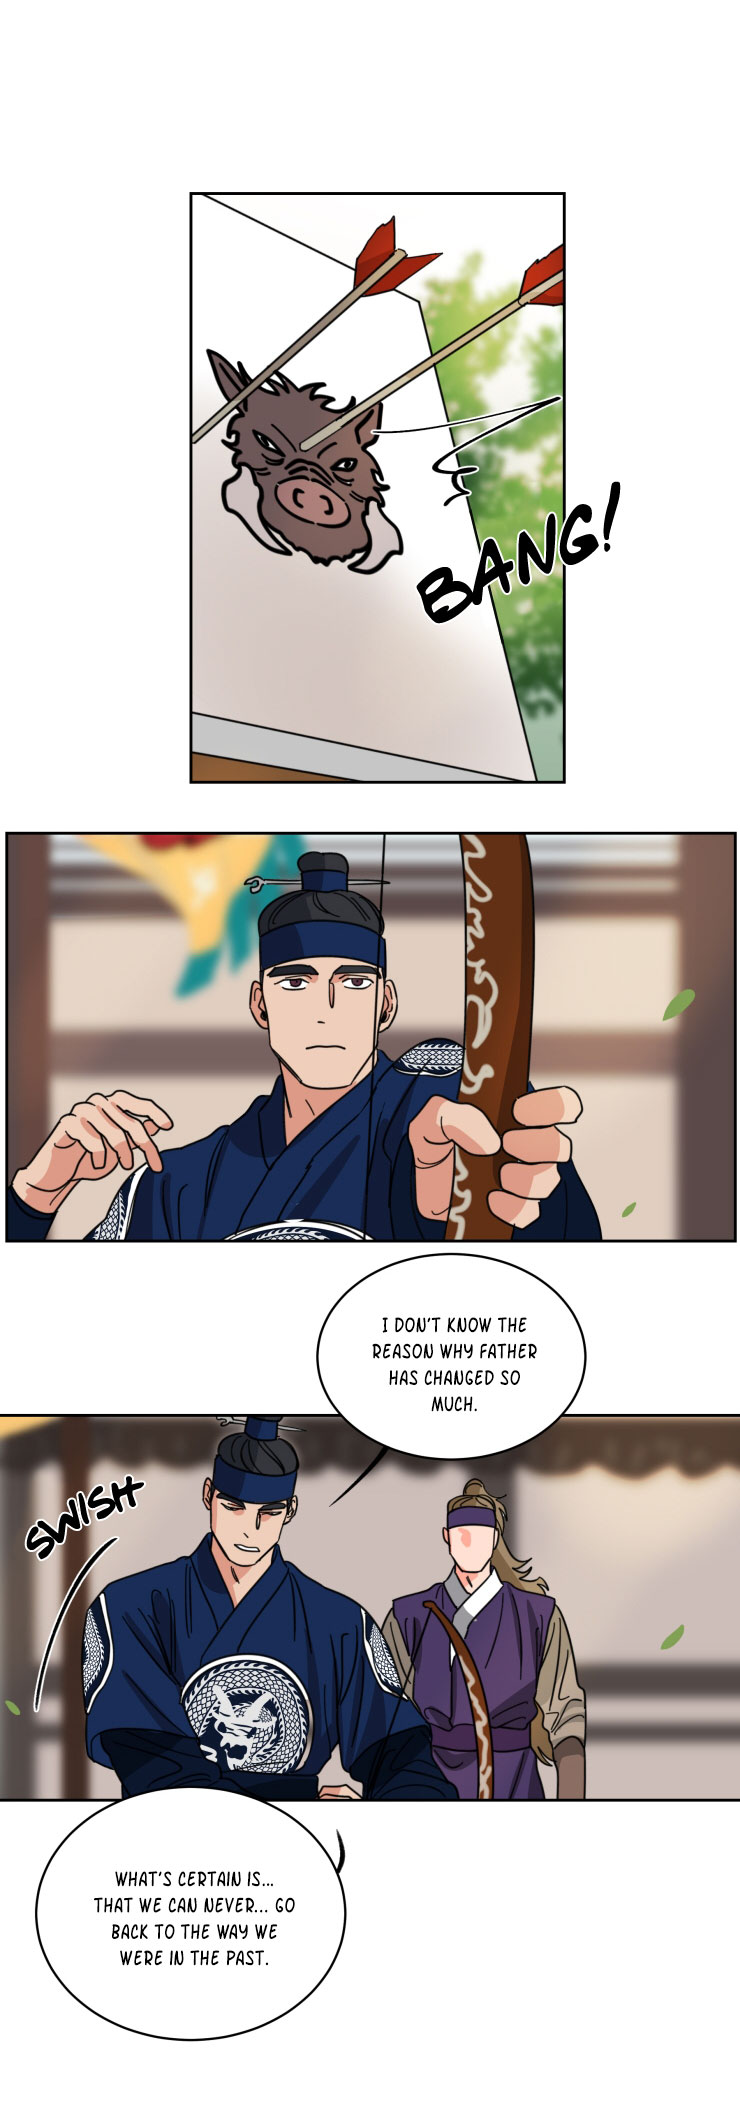 BANG!
I DON'T KNOW THE
REASON WHY FATHER
HAS CHANGED SO
MUCH.
SWISH
WHAT'S CERTAIN IS...
THAT WE CAN NEVER... GO
BACK TO THE WAY WE
WERE IN THE PAST.